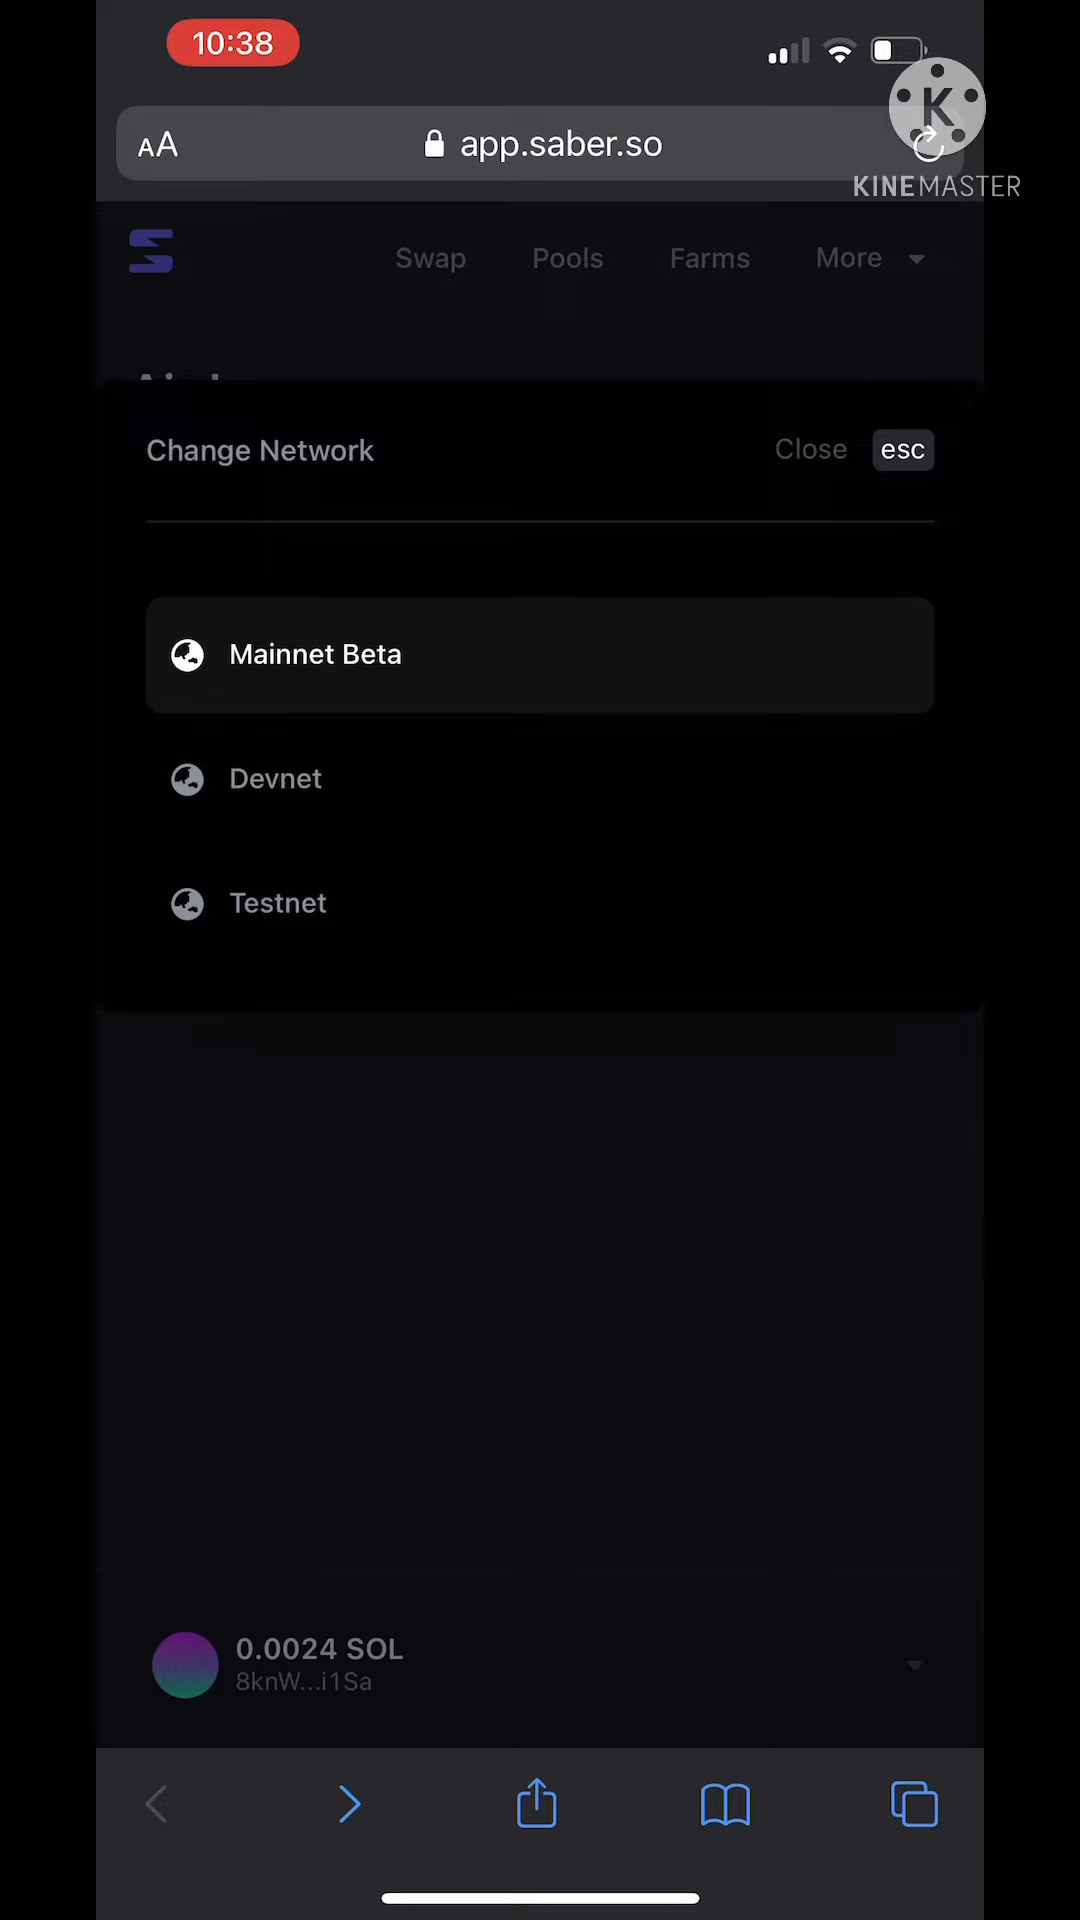 10:38
AA
app.saber.so
K
KINEMASTER
Swap
Pools
Farms
More
Change Network
Close
esc
Mainnet Beta
Devnet
Testnet
0.0024 SOL
8knW...i1Sa